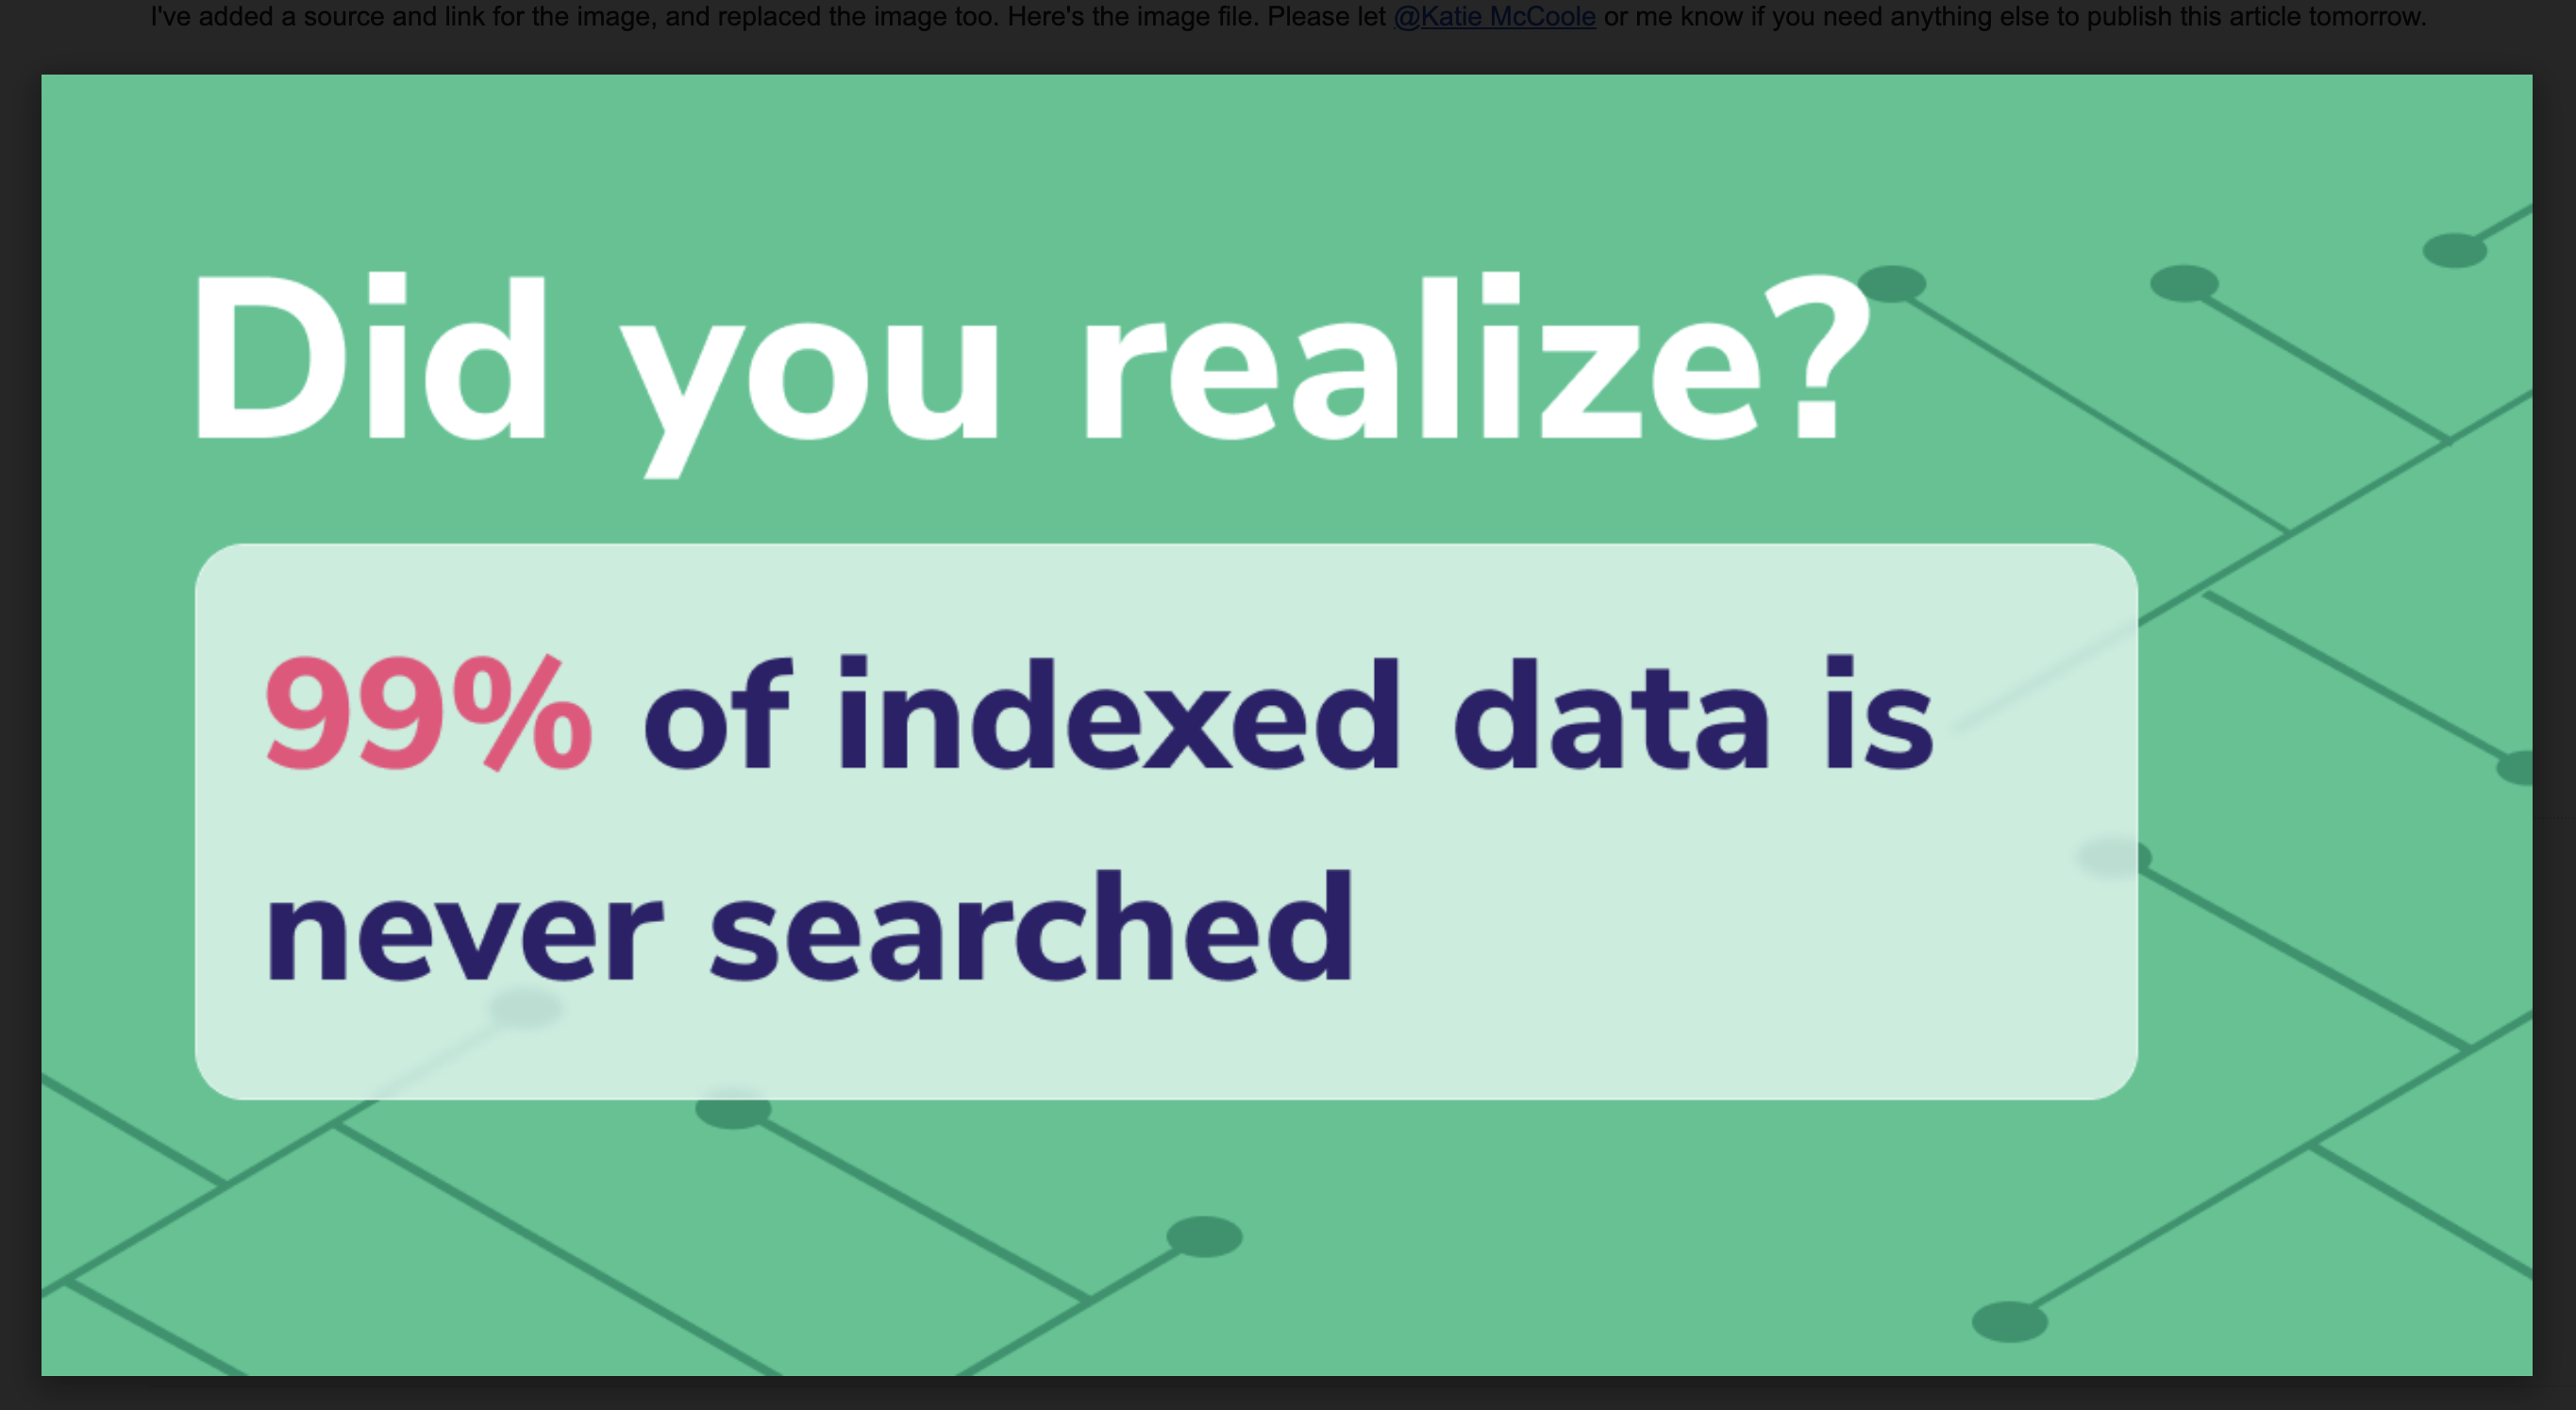 I've added a source and link for the image, and replaced the image too. Here's the image file. Please let @Katie McCoole or me know if you need anything else to publish this article tomorrow.
Did you realize?
99% of indexed data is
never searched